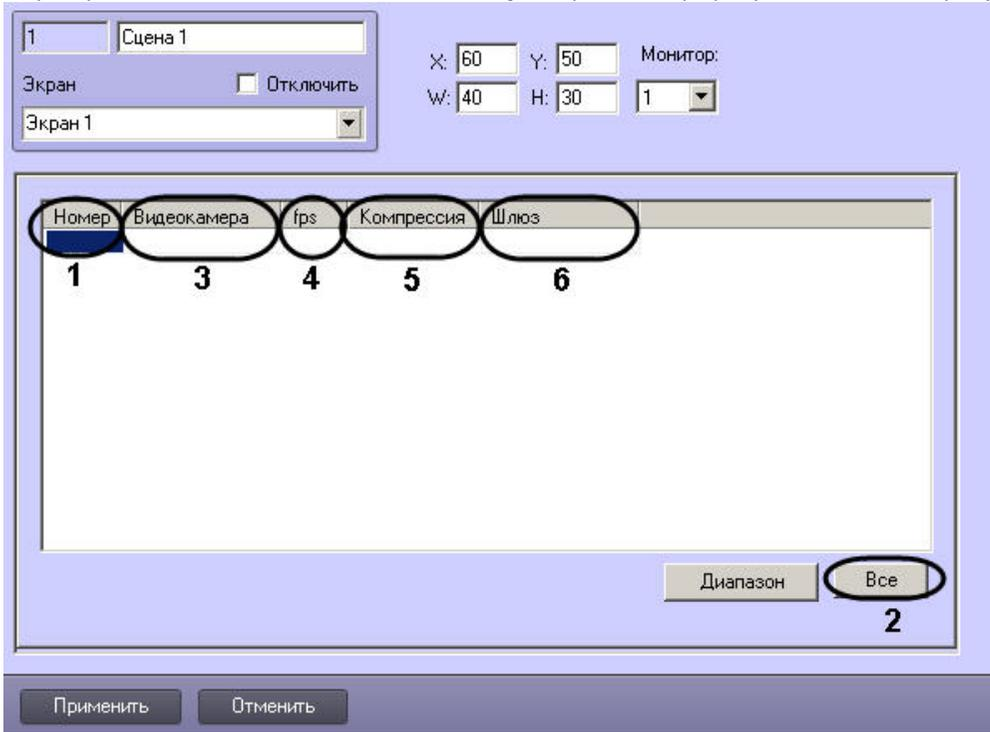 1 Сцена 1
Экран Отключить
Экран 1
X: 60 Y: 50 Монитор:
W: 40 H: 30 1
Номер Видеокамера fps Компрессия Шлюз
1 3 4 5 6
Диапазон Все
2
Применить Отменить